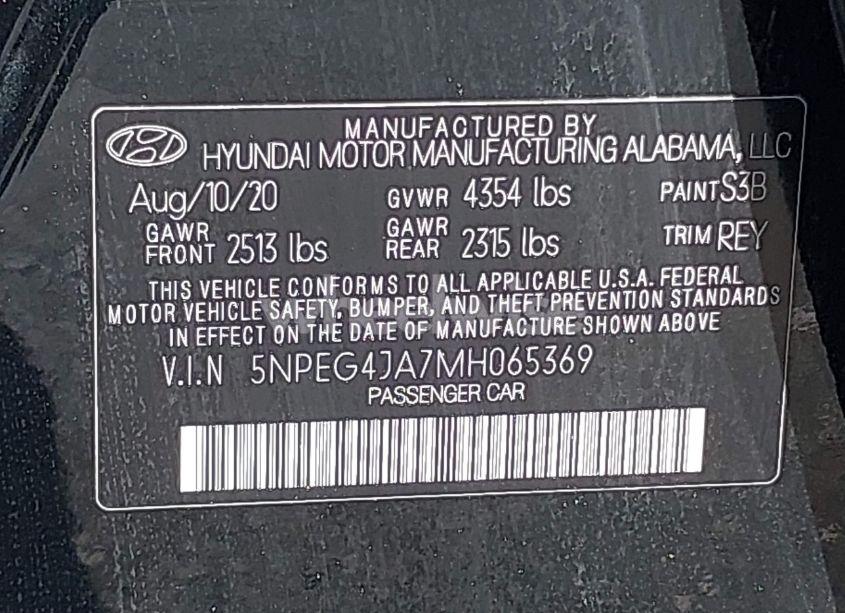 MANUFACTURED BY
HYUNDAI MOTOR MANUFACTURING ALABAMA, LLC
Aug/10/20 GVWR 4354 lbs PAINT S3B
GAWR FRONT 2513 lbs GAWR REAR 2315 lbs TRIM REY
THIS VEHICLE CONFORMS TO ALL APPLICABLE U.S.A. FEDERAL
MOTOR VEHICLE SAFETY, BUMPER, AND THEFT PREVENTION STANDARDS
IN EFFECT ON THE DATE OF MANUFACTURE SHOWN ABOVE
V.I.N 5NPEG4JA7MH065369
PASSENGER CAR